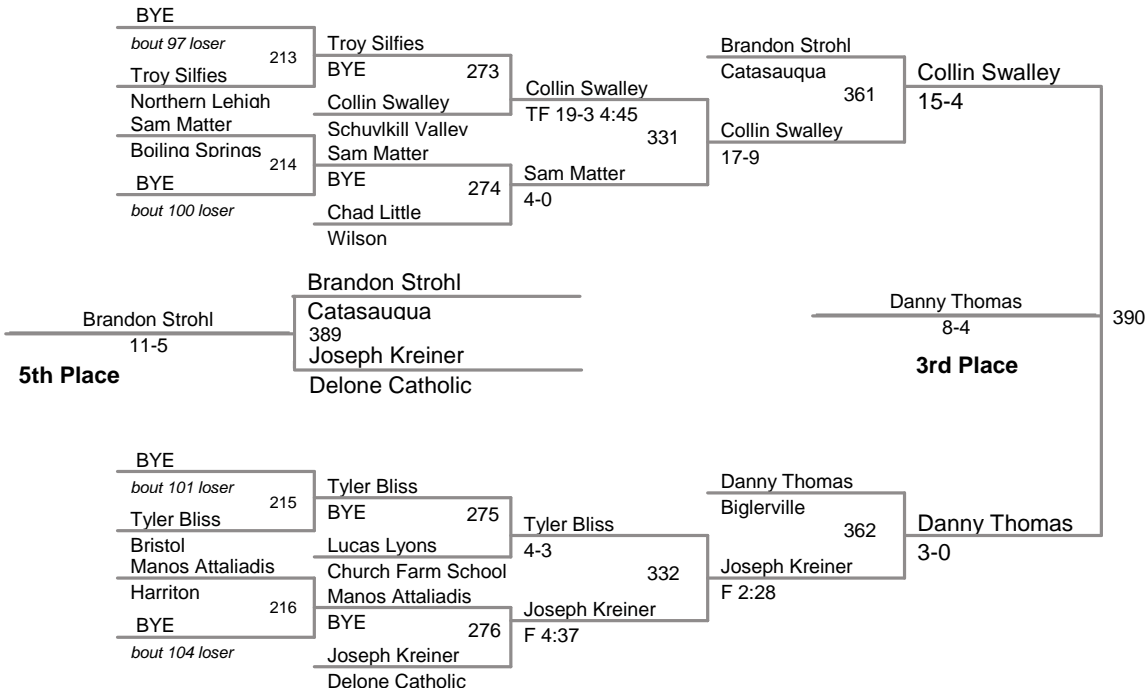 BYE
bout 97 loser
213
Troy Silfies
Northern Lehigh
Sam Matter
Boiling Springs
214
BYE
bout 100 loser
Troy Silfies
BYE
273
Collin Swalley
Schuylkill Valley
Sam Matter
BYE
274
Chad Little
Wilson
Collin Swalley
TF 19-3 4:45
331
Sam Matter
4-0
Brandon Strohl
Catasauqua
361
Collin Swalley
17-9
Collin Swalley
15-4
Brandon Strohl
11-5
5th Place
Brandon Strohl
Catasauqua
389
Joseph Kreiner
Delone Catholic
Danny Thomas
8-4
3rd Place
390
BYE
bout 101 loser
215
Tyler Bliss
Bristol
Manos Attaliadis
Harriton
216
BYE
bout 104 loser
Tyler Bliss
BYE
275
Lucas Lyons
Church Farm School
Manos Attaliadis
BYE
276
Joseph Kreiner
Delone Catholic
Tyler Bliss
4-3
332
Joseph Kreiner
F 4:37
Danny Thomas
Biglerville
362
Joseph Kreiner
F 2:28
Danny Thomas
3-0